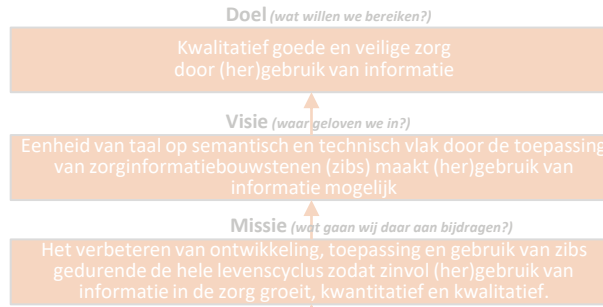 Doel (wat willen we bereiken?)
Kwalitatief goede en veilige zorg
door (her)gebruik van informatie
Visie (waar geloven we in?)
Eenheid van taal op semantisch en technisch vlak door de toepassing
van zorginformatiebouwstenen (zibs) maakt (her)gebruik van
informatie mogelijk
Missie (wat gaan wij daar aan bijdragen?)
Het verbeteren van ontwikkeling, toepassing en gebruik van zibs
gedurende de hele levenscyclus zodat zinvol (her)gebruik van
informatie in de zorg groeit, kwantitatief en kwalitatief.